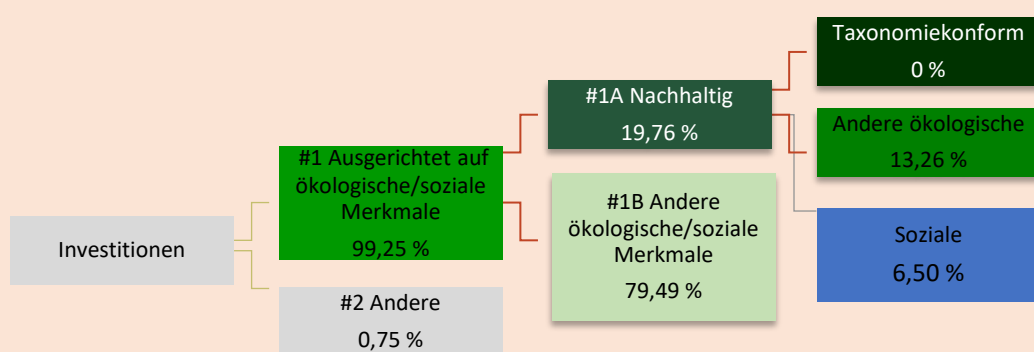 Investitionen
#1 Ausgerichtet auf
ökologische/soziale
Merkmale
99,25 %
#2 Andere
0,75 %
#1A Nachhaltig
19,76 %
#1B Andere
ökologische/soziale
Merkmale
79,49 %
Taxonomiekonform
0 %
Andere ökologische
13,26 %
Soziale
6,50 %